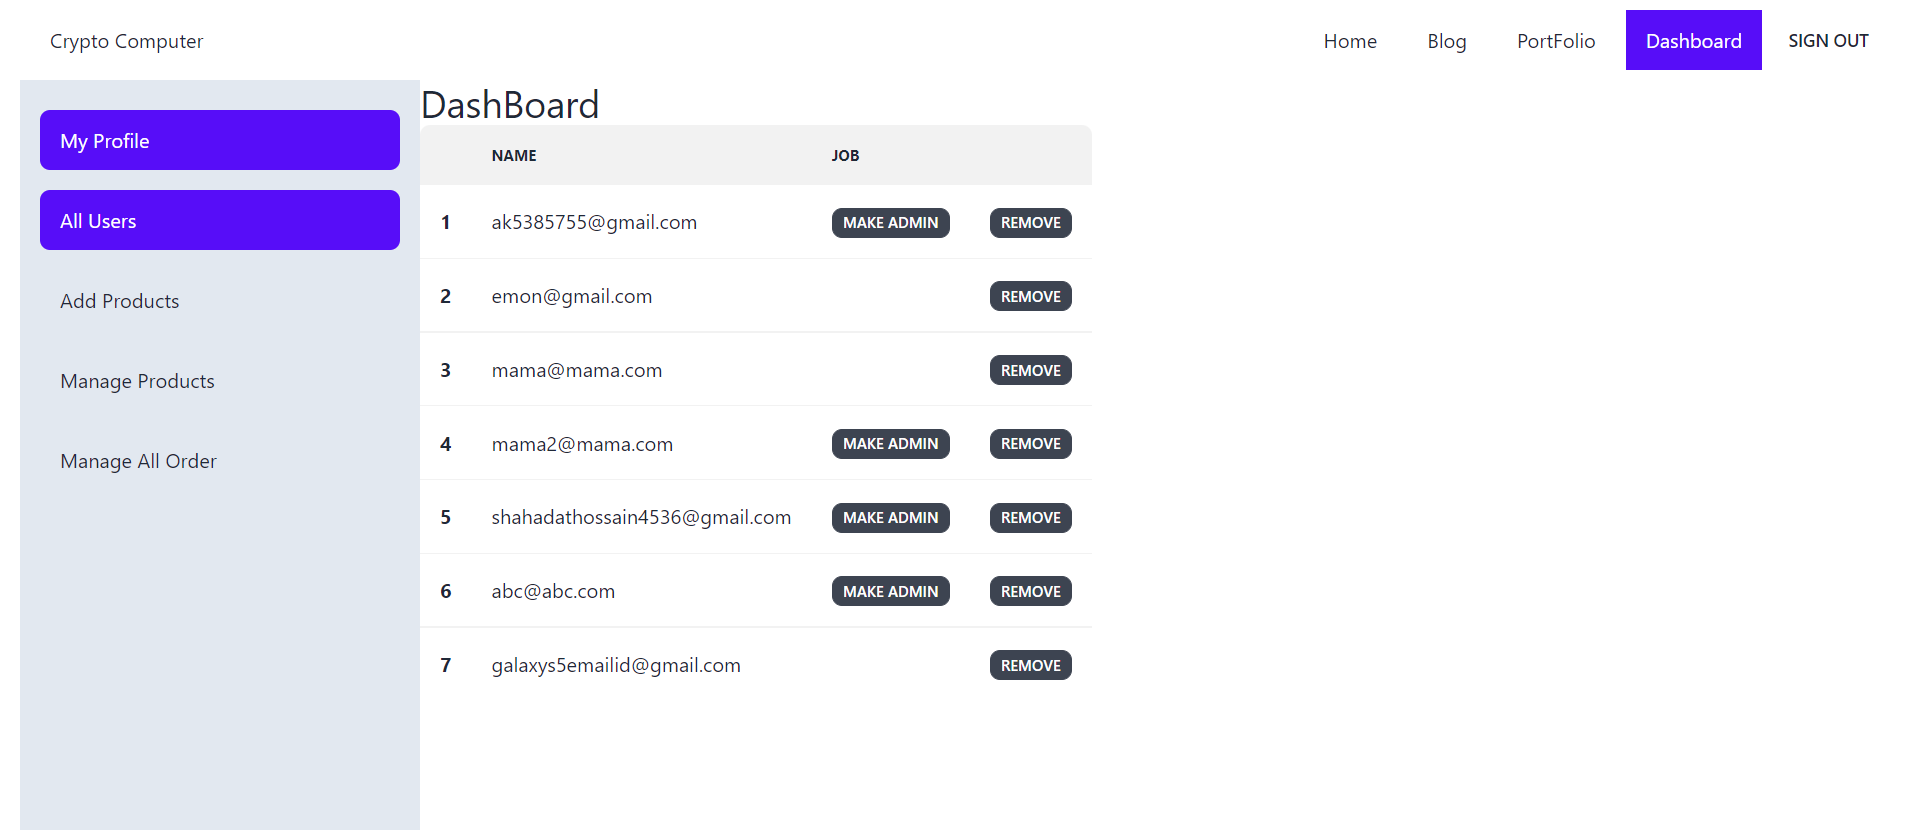 Crypto Computer Home Blog PortFolio Dashboard SIGN OUT
My Profile
All Users
Add Products
Manage Products
Manage All Order
DashBoard
NAME JOB
1 ak5385755@gmail.com MAKE ADMIN REMOVE
2 emon@gmail.com REMOVE
3 mama@mama.com REMOVE
4 mama2@mama.com MAKE ADMIN REMOVE
5 shahadathossain4536@gmail.com MAKE ADMIN REMOVE
6 abc@abc.com MAKE ADMIN REMOVE
7 galaxys5emailid@gmail.com REMOVE